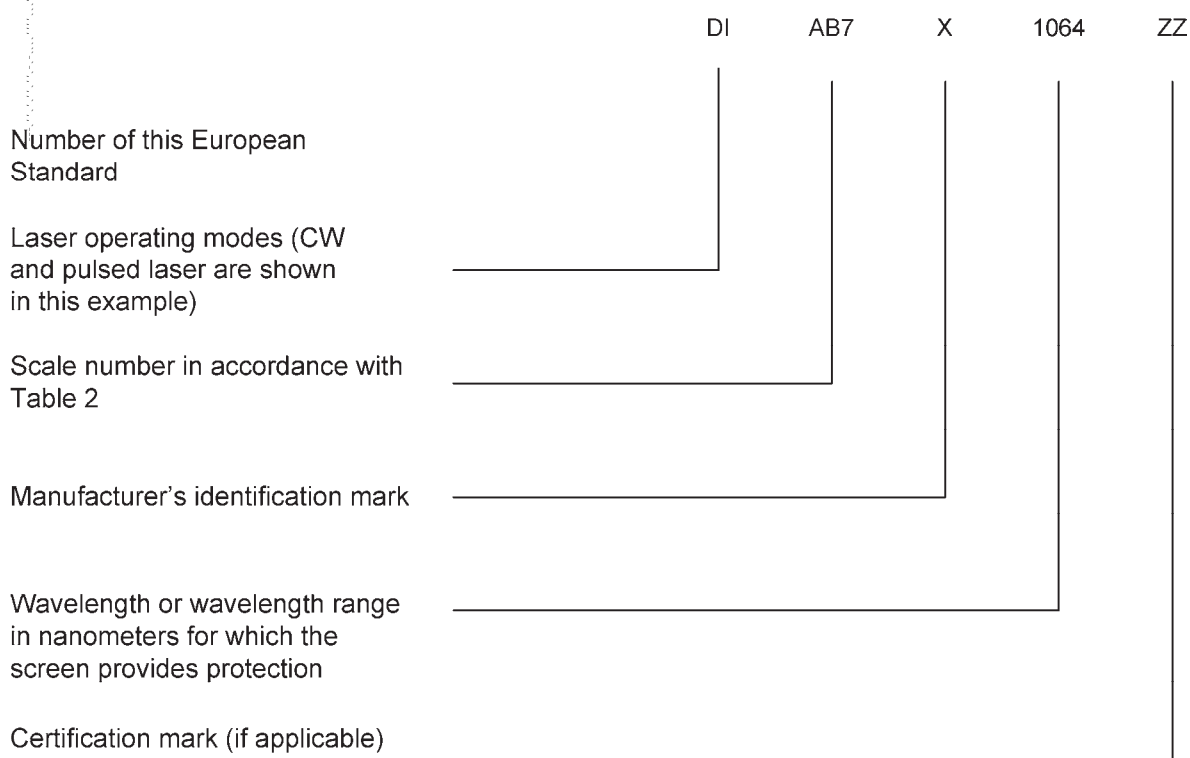 DI AB7 X 1064 ZZ
Number of this European
Standard
Laser operating modes (CW
and pulsed laser are shown
in this example)
Scale number in accordance with
Table 2
Manufacturer's identification mark
Wavelength or wavelength range
in nanometers for which the
screen provides protection
Certification mark (if applicable)